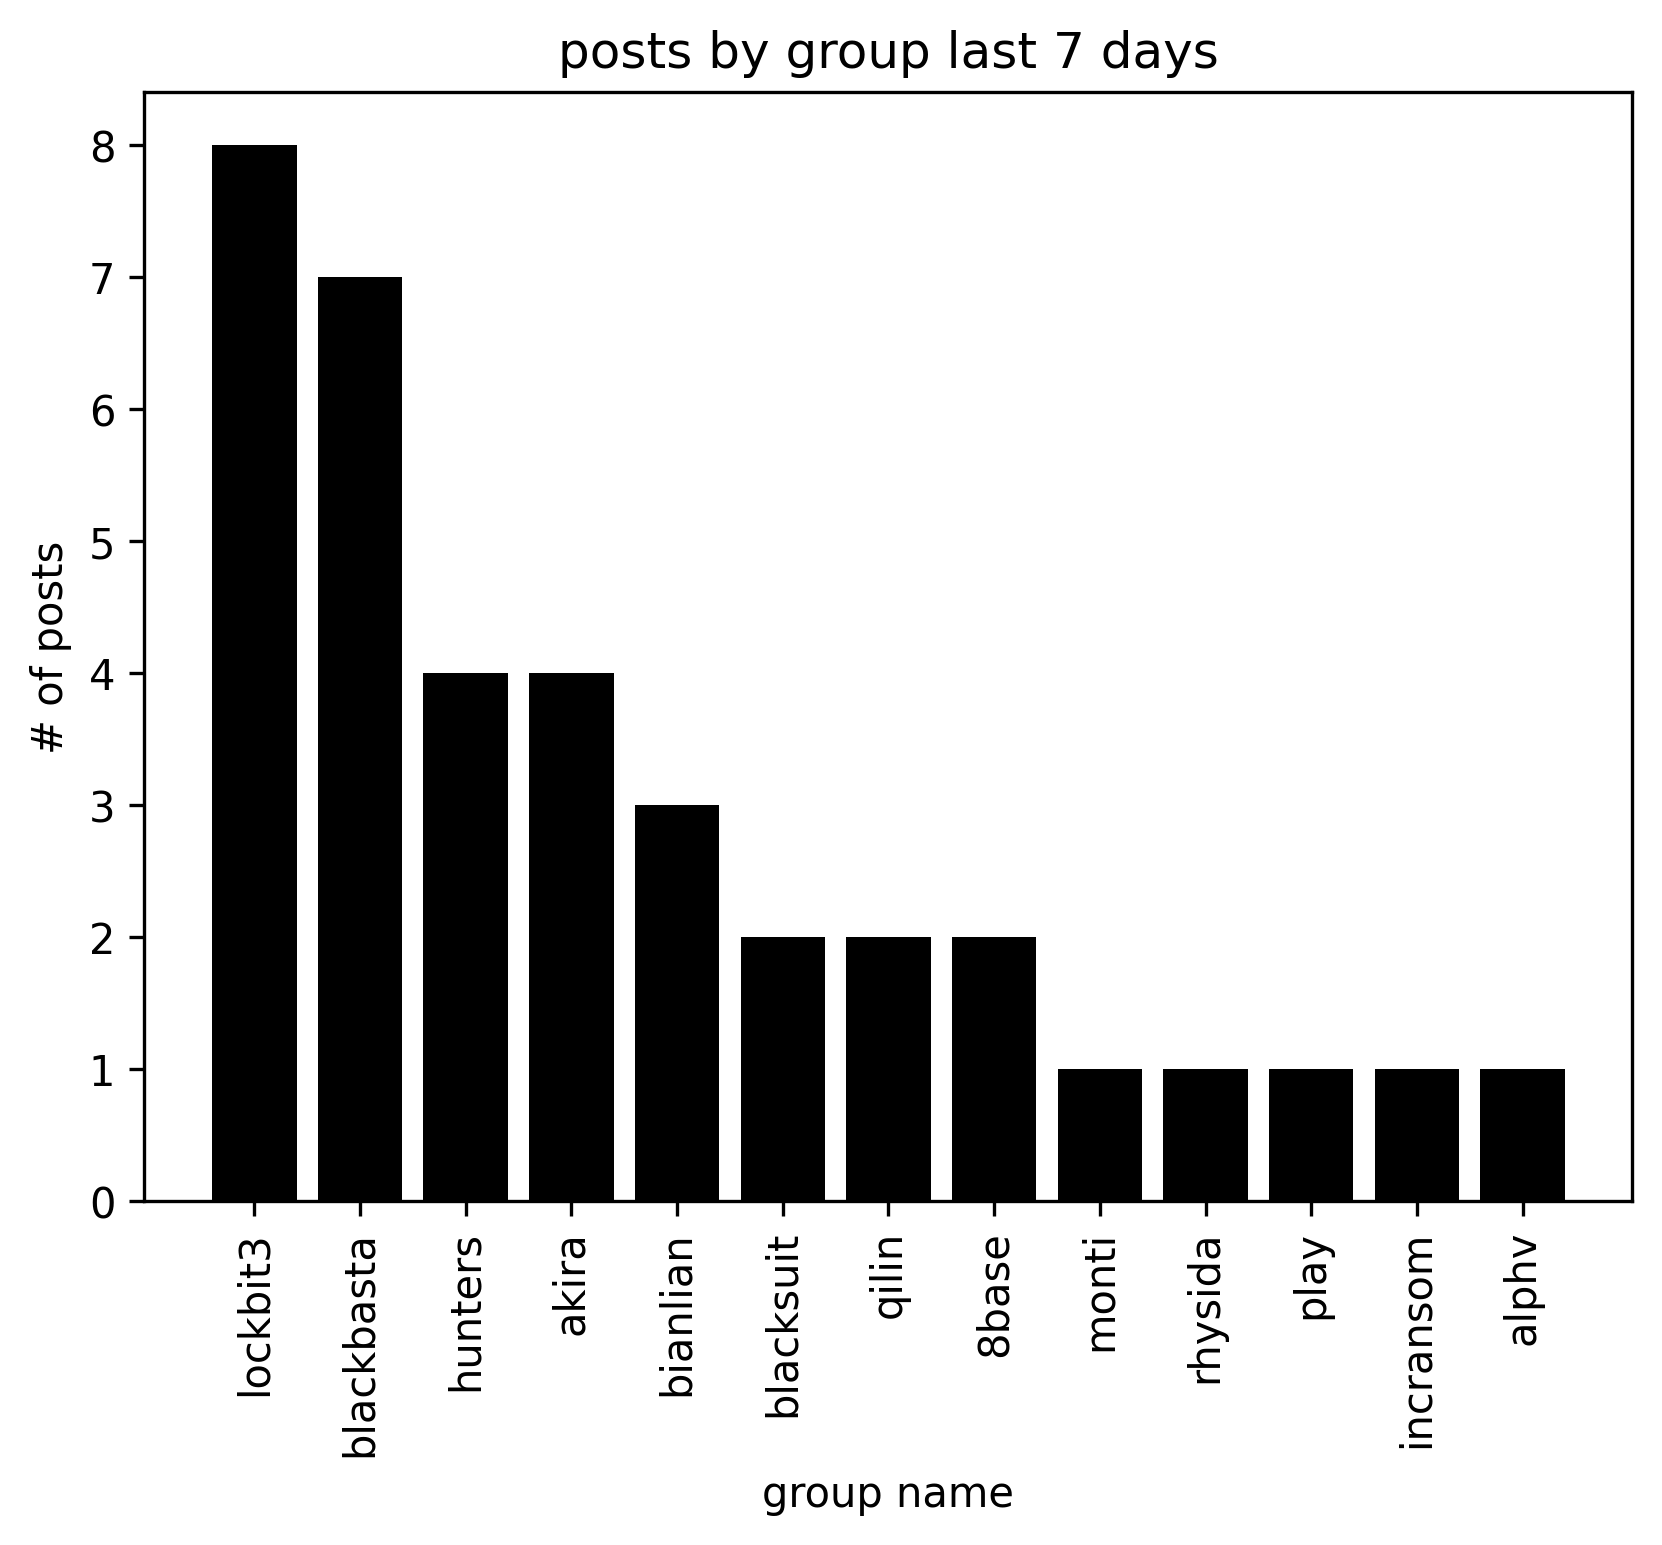 posts by group last 7 days
# of posts
8
7
6
5
4
3
2
1
0
lockbit3
blackbasta
hunters
akira
bianlian
blacksuit
qilin
8base
monti
rhysida
play
incransom
alphv
group name